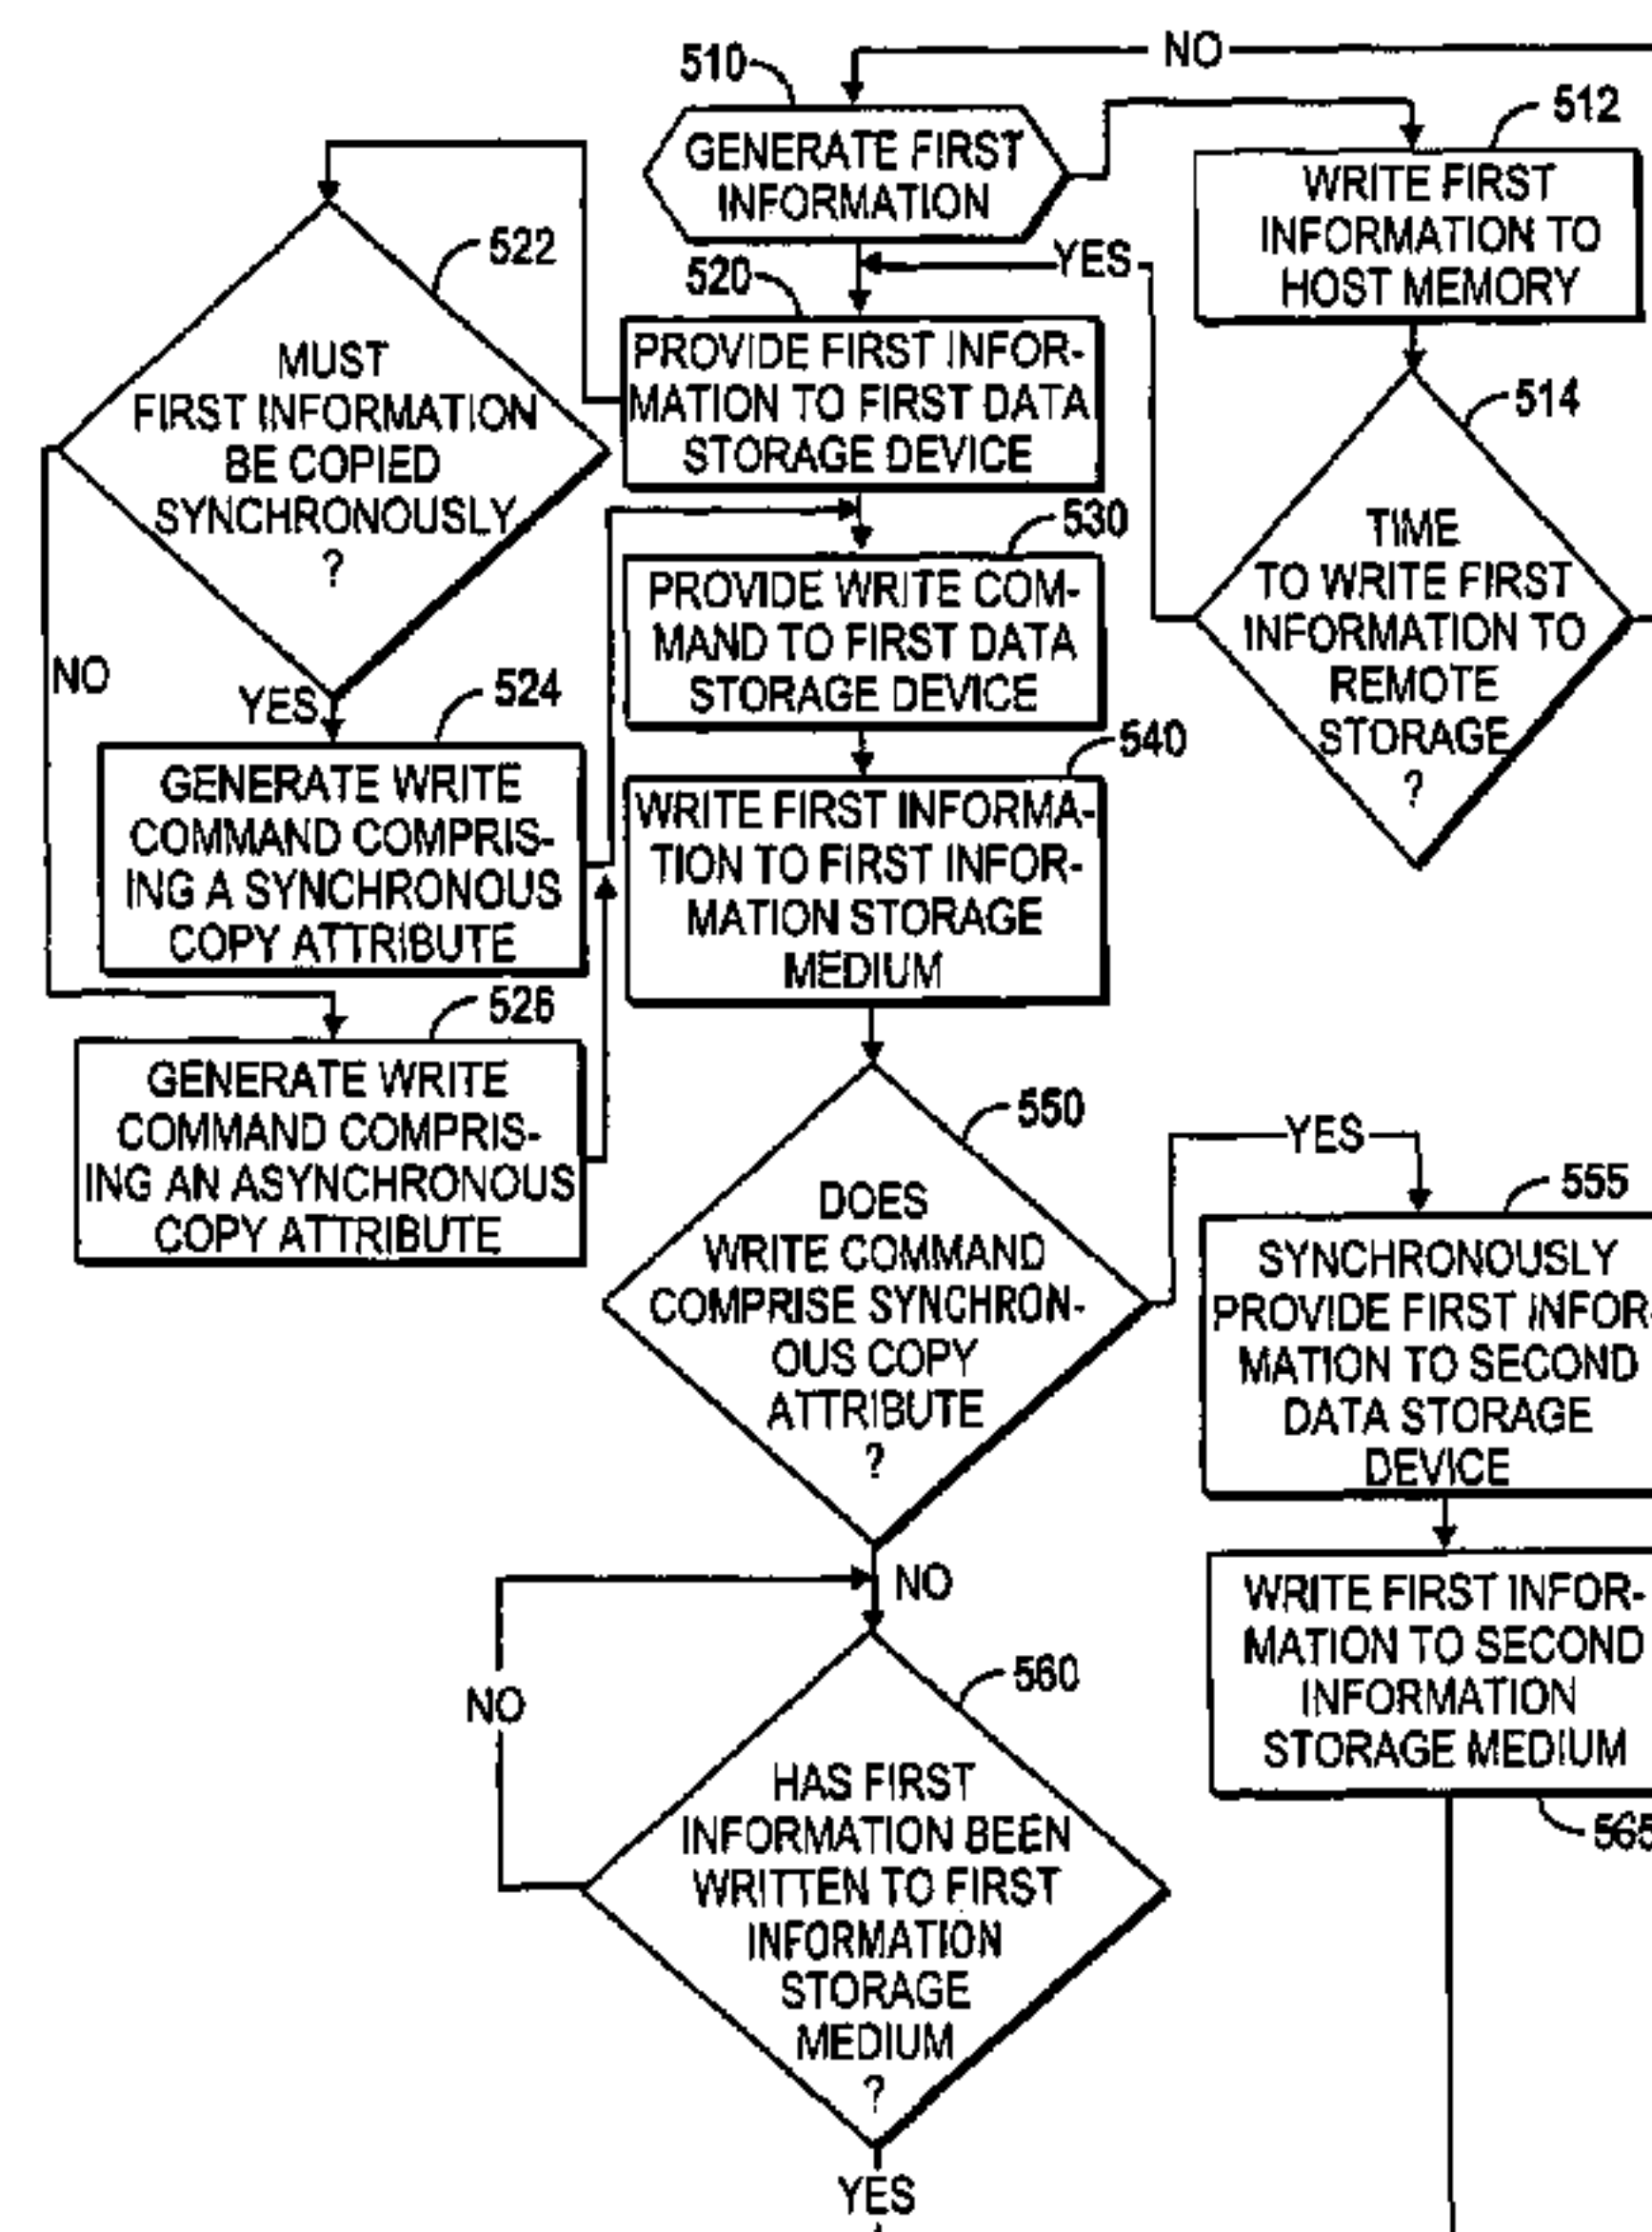 NO
510
GENERATE FIRST
INFORMATION
512
WRITE FIRST
INFORMATION TO
HOST MEMORY
YES
514
TIME
TO WRITE FIRST
INFORMATION TO
REMOTE
STORAGE
?
520
PROVIDE FIRST INFOR-
MATION TO FIRST DATA
STORAGE DEVICE
522
MUST
FIRST INFORMATION
BE COPIED
SYNCHRONOUSLY
?
NO
YES
524
GENERATE WRITE
COMMAND COMPRIS-
ING A SYNCHRONOUS
COPY ATTRIBUTE
526
GENERATE WRITE
COMMAND COMPRIS-
ING AN ASYNCHRONOUS
COPY ATTRIBUTE
530
PROVIDE WRITE COM-
MAND TO FIRST DATA
STORAGE DEVICE
540
WRITE FIRST INFORMA-
TION TO FIRST INFOR-
MATION STORAGE
MEDIUM
550
DOES
WRITE COMMAND
COMPRISE SYNCHRON-
OUS COPY
ATTRIBUTE
?
YES
555
SYNCHRONOUSLY
PROVIDE FIRST INFOR-
MATION TO SECOND
DATA STORAGE
DEVICE
WRITE FIRST INFOR-
MATION TO SECOND
INFORMATION
STORAGE MEDIUM
565
NO
NO
560
HAS FIRST
INFORMATION BEEN
WRITTEN TO FIRST
INFORMATION
STORAGE
MEDIUM
?
YES